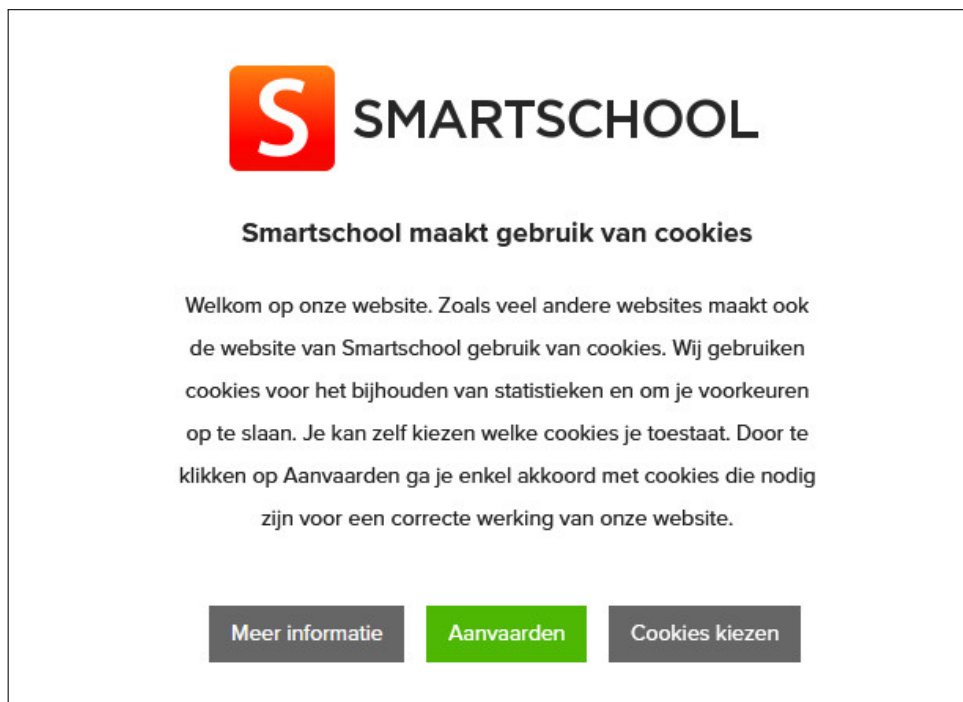 S SMARTSCHOOL
Smartschool maakt gebruik van cookies
Welkom op onze website. Zoals veel andere websites maakt ook
de website van Smartschool gebruik van cookies. Wij gebruiken
cookies voor het bijhouden van statistieken en om je voorkeuren
op te slaan. Je kan zelf kiezen welke cookies je toestaat. Door te
klikken op Aanvaarden ga je enkel akkoord met cookies die nodig
zijn voor een correcte werking van onze website.
Meer informatie Aanvaarden Cookies kiezen